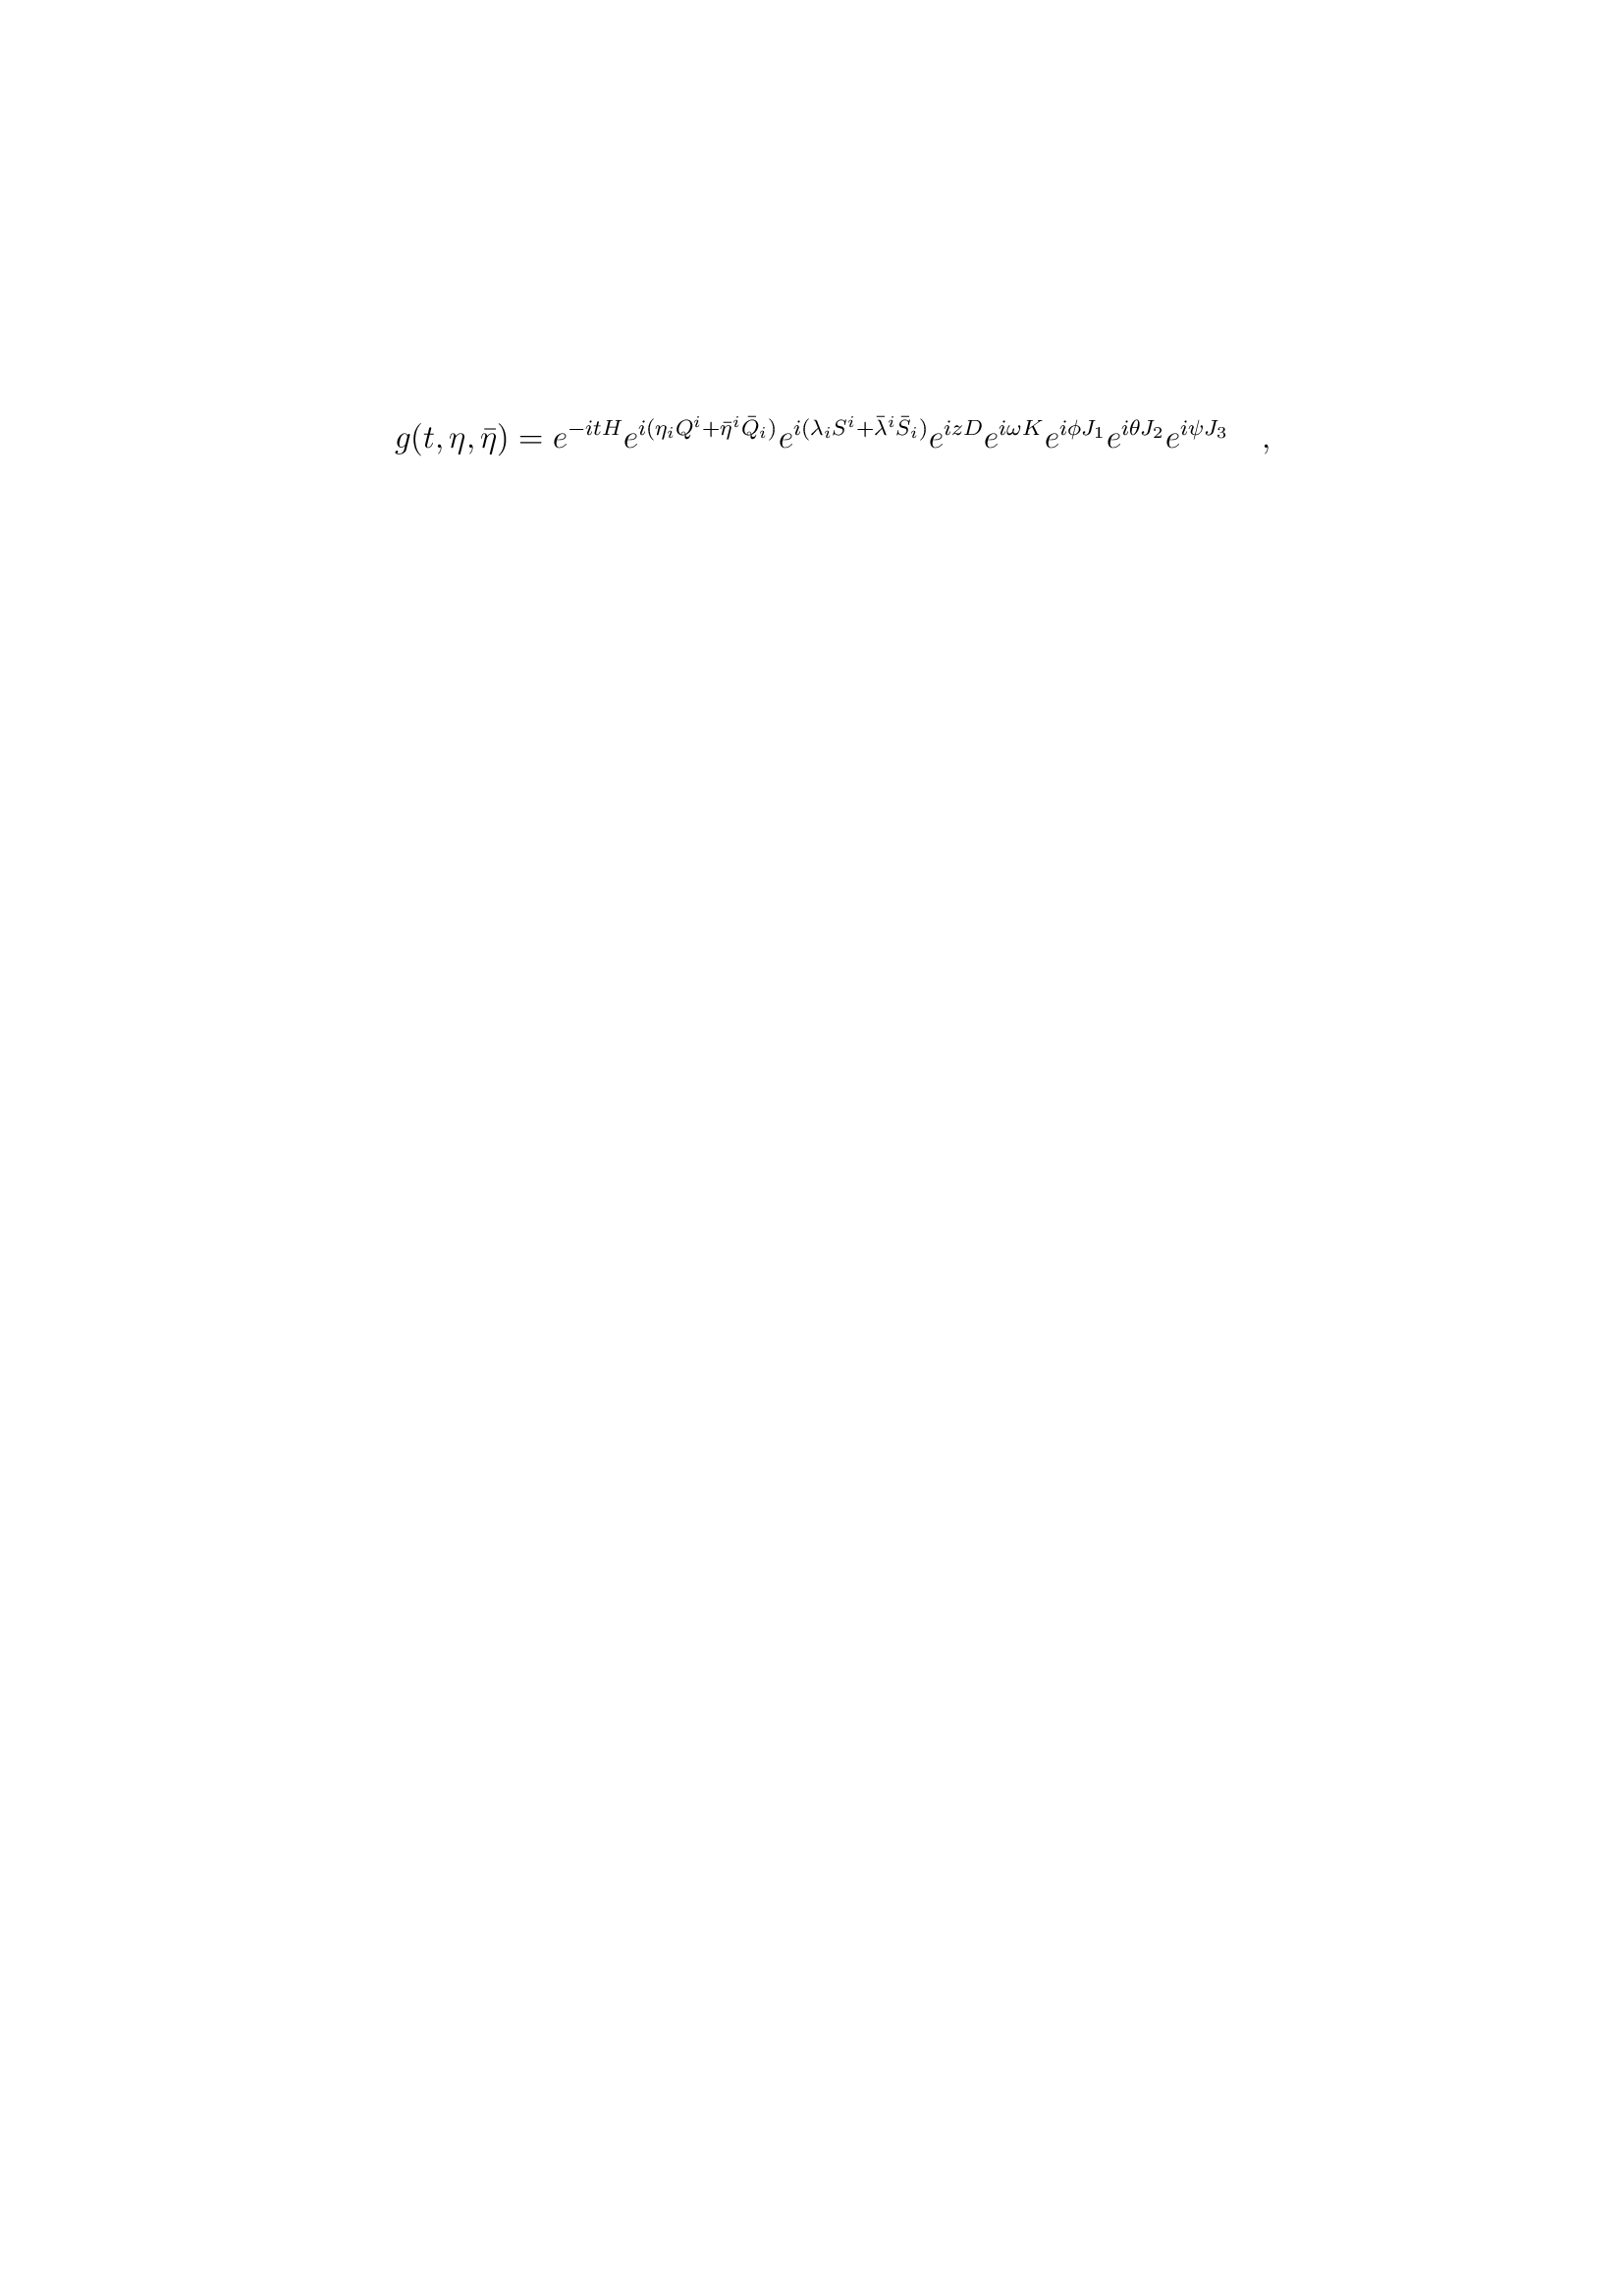 $g(t, \eta, \bar{\eta}) = e^{-itH} e^{i(\eta_i Q^i + \bar{\eta}^i \bar{Q}_i)} e^{i(\lambda_i S^i + \bar{\lambda}^i \bar{S}_i)} e^{izD} e^{i\omega K} e^{i\phi J_1} e^{i\theta J_2} e^{i\psi J_3} \quad ,$